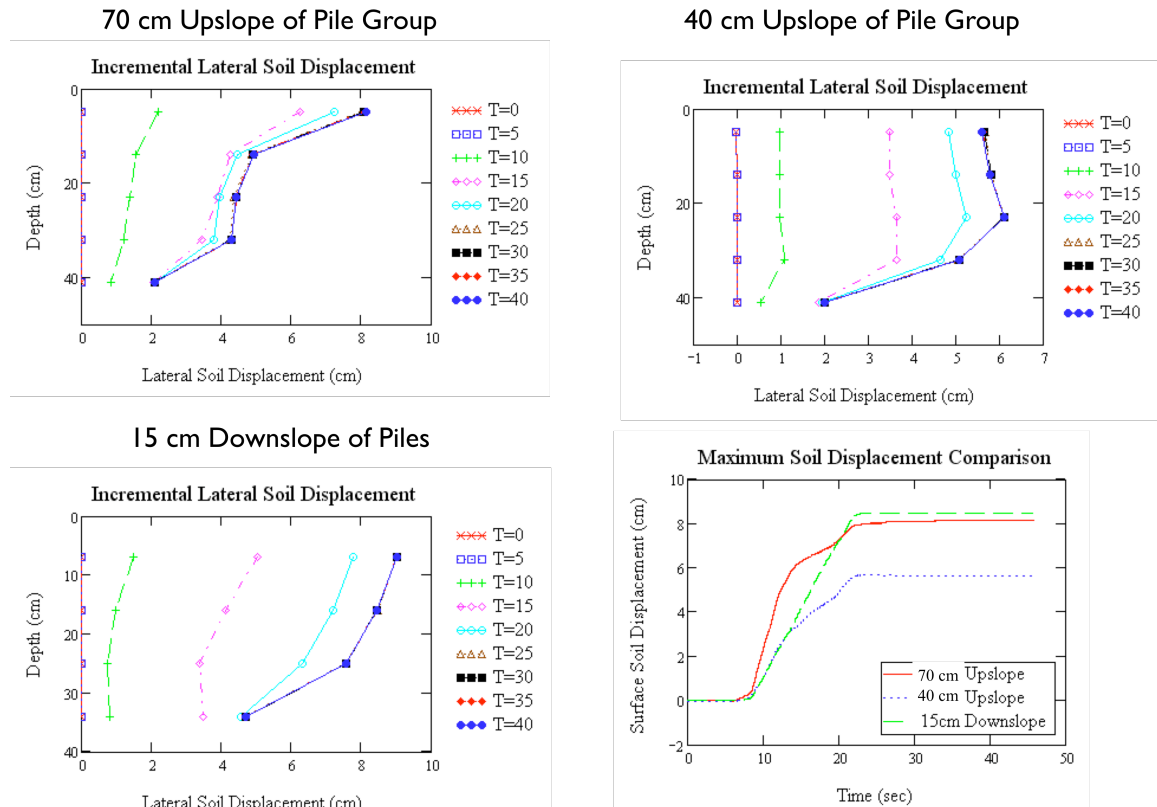 70 cm Upslope of Pile Group
Incremental Lateral Soil Displacement
0
20
40
Depth (cm)
0 2 4 6 8 10
Lateral Soil Displacement (cm)
T=0
T=5
T=10
T=15
T=20
T=25
T=30
T=35
T=40
40 cm Upslope of Pile Group
Incremental Lateral Soil Displacement
0
20
40
Depth (cm)
−1 0 1 2 3 4 5 6 7
Lateral Soil Displacement (cm)
T=0
T=5
T=10
T=15
T=20
T=25
T=30
T=35
T=40
15 cm Downslope of Piles
Incremental Lateral Soil Displacement
0
10
20
30
40
Depth (cm)
0 2 4 6 8 10
Lateral Soil Displacement (cm)
T=0
T=5
T=10
T=15
T=20
T=25
T=30
T=35
T=40
Maximum Soil Displacement Comparison
10
8
6
4
2
0
−2
Surface Soil Displacement (cm)
0 10 20 30 40 50
Time (sec)
70 cm Upslope
40 cm Upslope
15cm Downslope